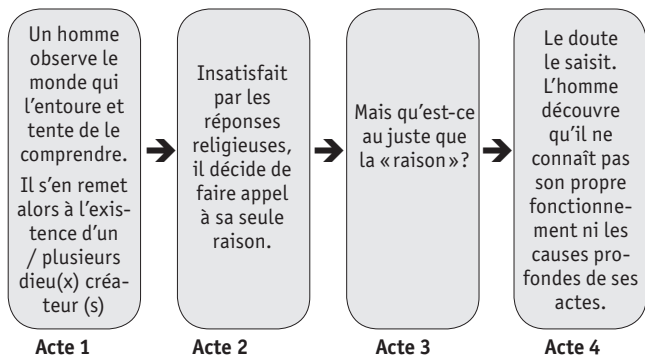 Un homme
observe le
monde qui
l'entoure et
tente de le
comprendre.
Il s'en remet
alors à l'exis-
tence d'un
/ plusieurs
dieu(x) créa-
teur (s)
Acte 1
Insatisfait
par les
réponses
religieuses,
il décide de
faire appel
à sa seule
raison.
Acte 2
Mais qu'est-ce
au juste que
la « raison » ?
Acte 3
Le doute
le saisit.
L'homme
découvre
qu'il ne
connaît pas
son propre
fonctionne-
ment ni les
causes pro-
fondes de ses
actes.
Acte 4